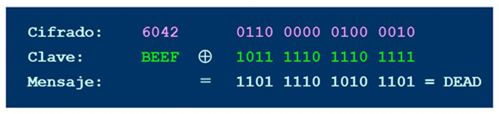 Cifrado: 6042 0110 0000 0100 0010
Clave: BEEF ⊕ 1011 1110 1110 1111
Mensaje: = 1101 1110 1010 1101 = DEAD